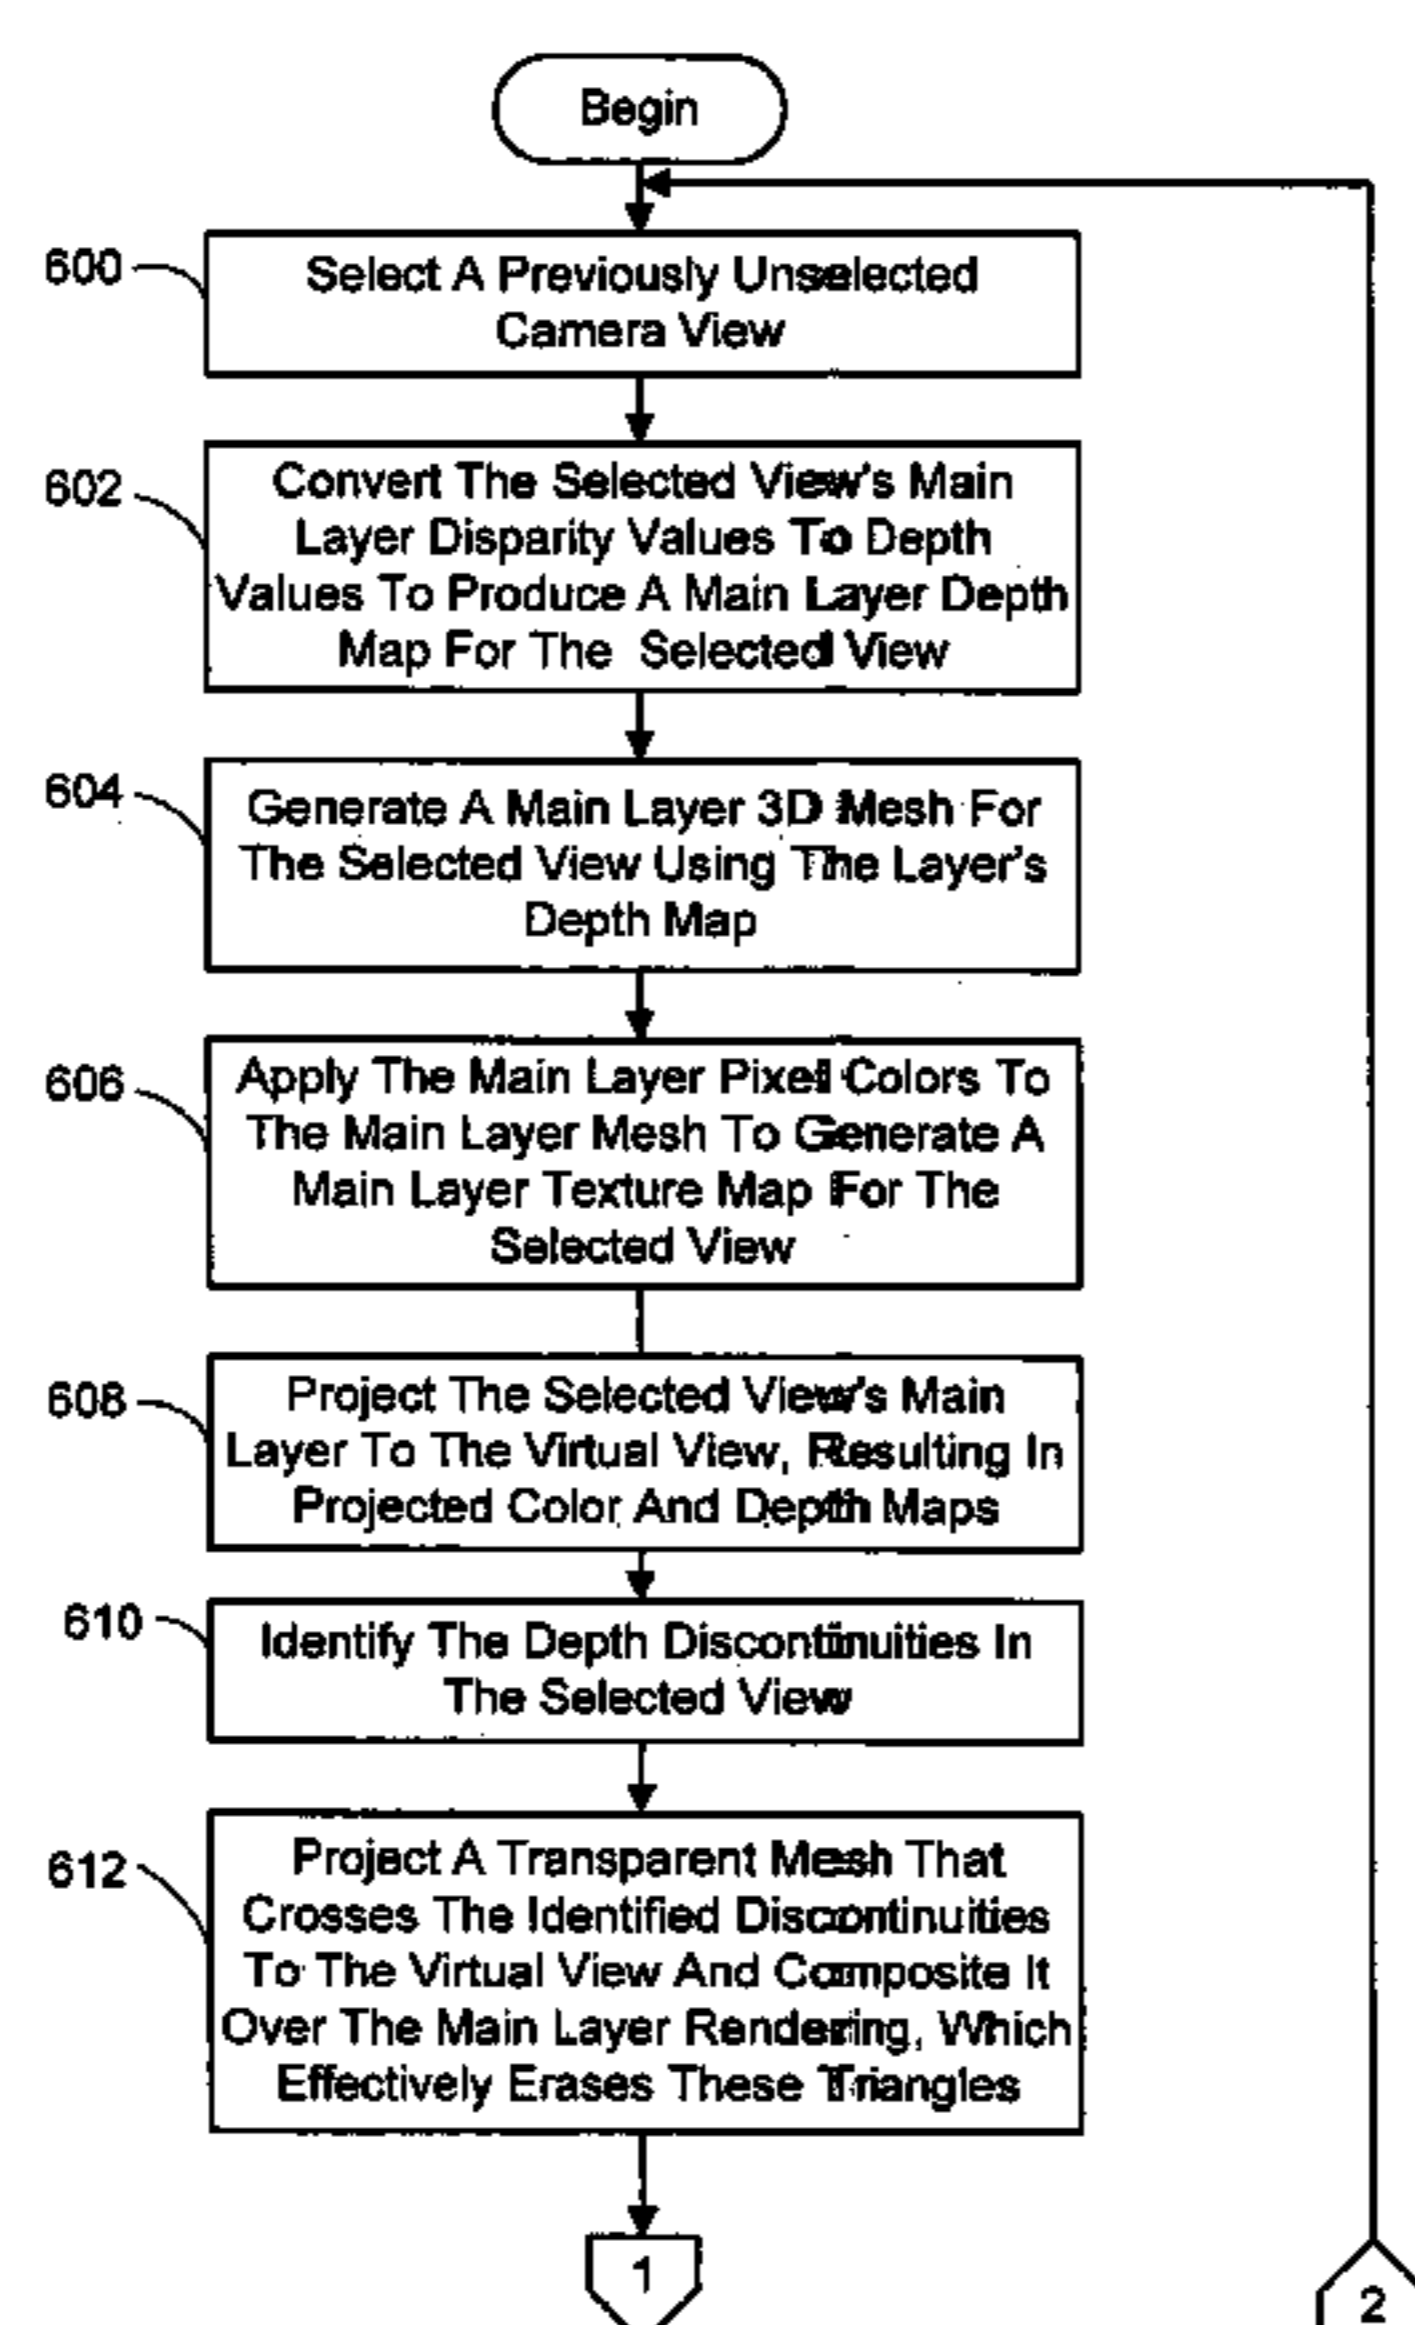 Begin
600
Select A Previously Unselected
Camera View
602
Convert The Selected View's Main
Layer Disparity Values To Depth
Values To Produce A Main Layer Depth
Map For The Selected View
604
Generate A Main Layer 3D Mesh For
The Selected View Using The Layer's
Depth Map
606
Apply The Main Layer Pixel Colors To
The Main Layer Mesh To Generate A
Main Layer Texture Map For The
Selected View
608
Project The Selected View's Main
Layer To The Virtual View, Resulting In
Projected Color And Depth Maps
610
Identify The Depth Discontinuities In
The Selected View
612
Project A Transparent Mesh That
Crosses The Identified Discontinuities
To The Virtual View And Composite It
Over The Main Layer Rendering, Which
Effectively Erases These Triangles
1
2